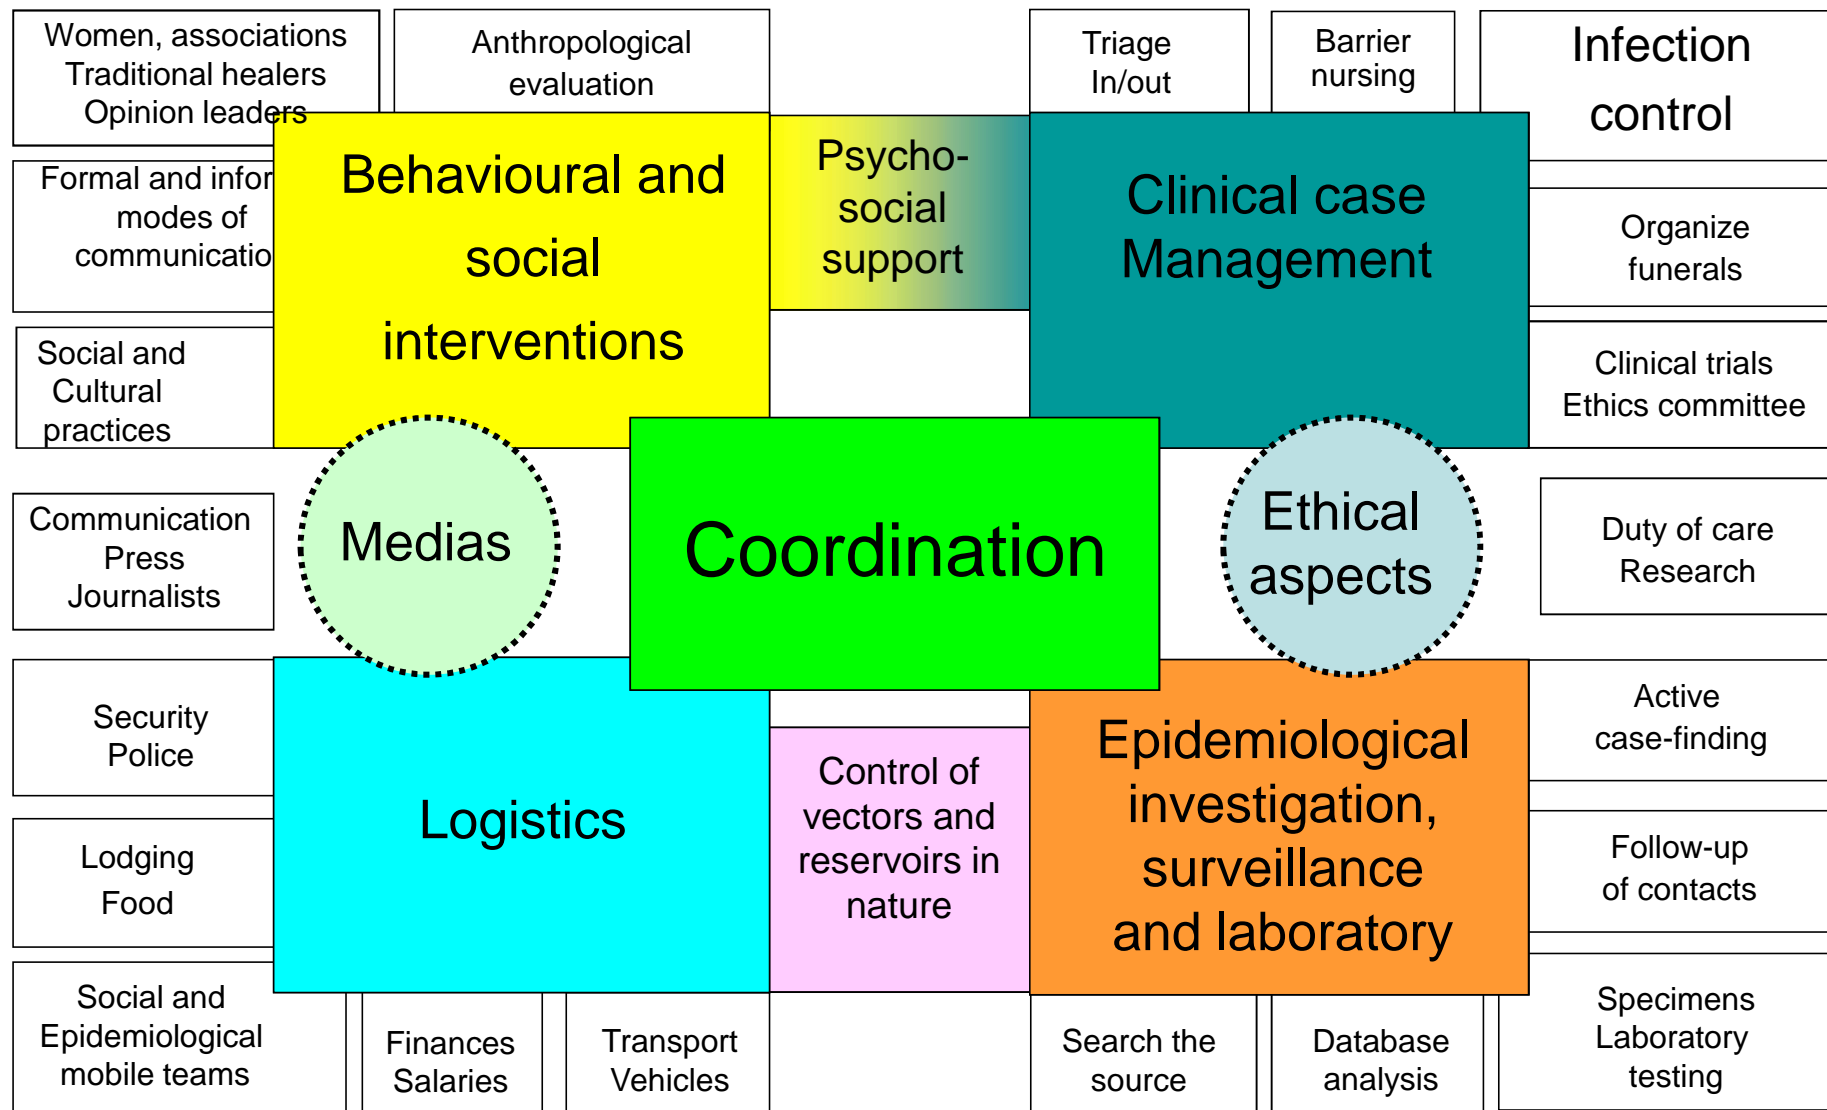 Women, associations
Traditional healers
Opinion leaders
Anthropological
evaluation
Triage
In/out
Barrier
nursing
Infection
control
Formal and infor
modes of
communicatio
Behavioural and
social
interventions
Psycho-
social
support
Clinical case
Management
Organize
funerals
Social and
Cultural
practices
Clinical trials
Ethics committee
Communication
Press
Journalists
Medias
Coordination
Ethical
aspects
Duty of care
Research
Security
Police
Logistics
Control of
vectors and
reservoirs in
nature
Epidemiological
investigation,
surveillance
and laboratory
Active
case-finding
Lodging
Food
Follow-up
of contacts
Social and
Epidemiological
mobile teams
Finances
Salaries
Transport
Vehicles
Search the
source
Database
analysis
Specimens
Laboratory
testing